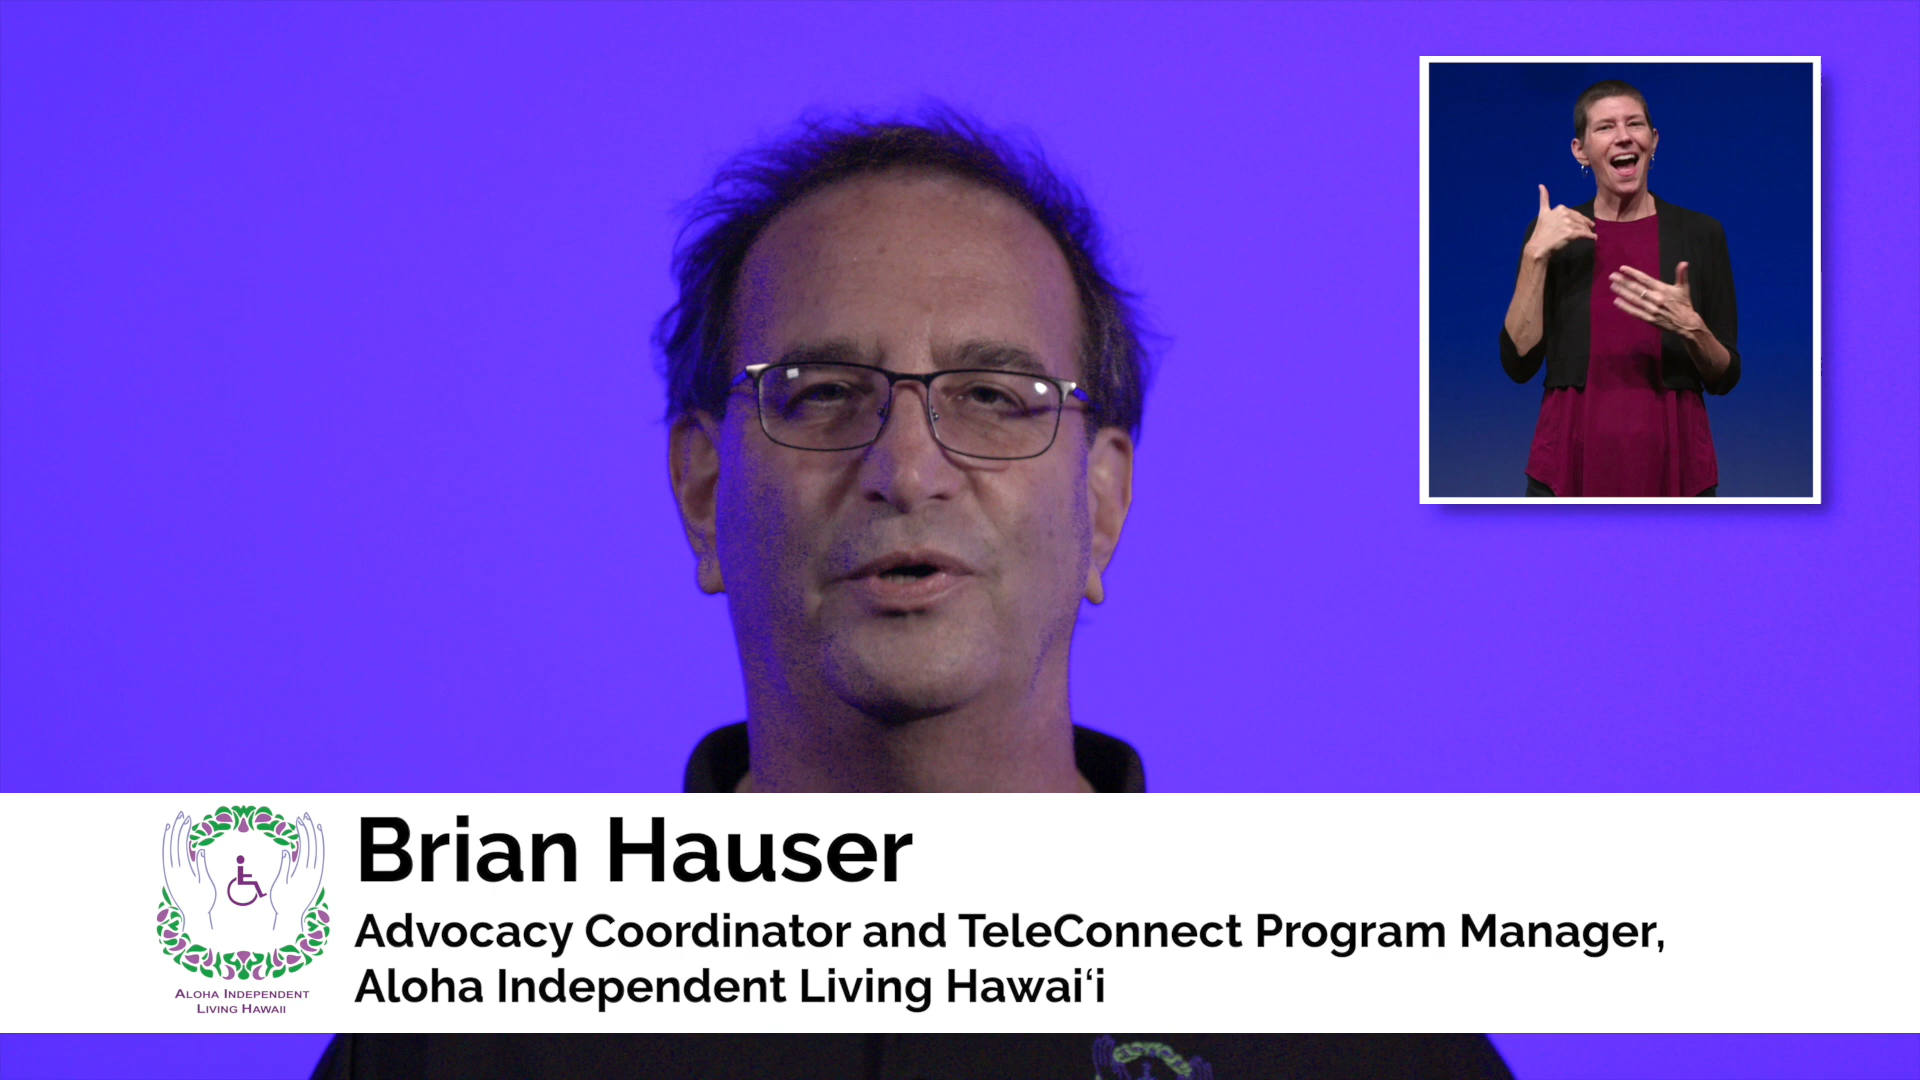 Brian Hauser
Advocacy Coordinator and TeleConnect Program Manager,
Aloha Independent Living Hawaiʻi
ALOHA INDEPENDENT
LIVING HAWAII